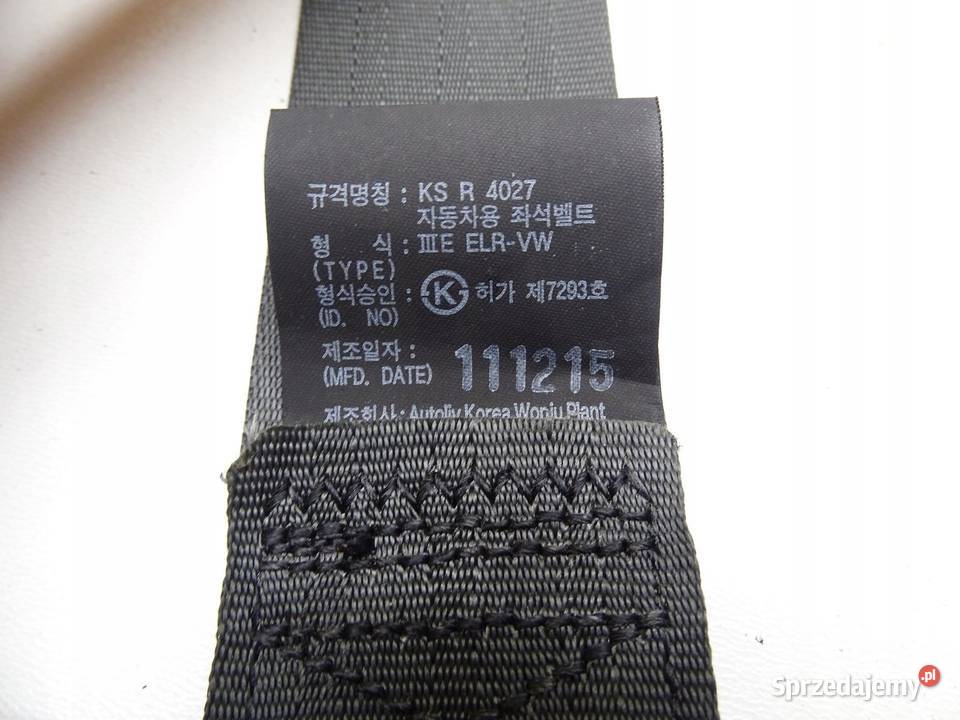 규격명칭 : KS R 4027
자동차용 좌석벨트
형 식 : ⅢE ELR-VW
(TYPE)
형식승인 : K 허가 제7293호
(ID. NO)
제조일자 :
(MFD. DATE) 111215
제조회사 : Autoliv Korea Wonju Plant
Sprzedajemy.pl